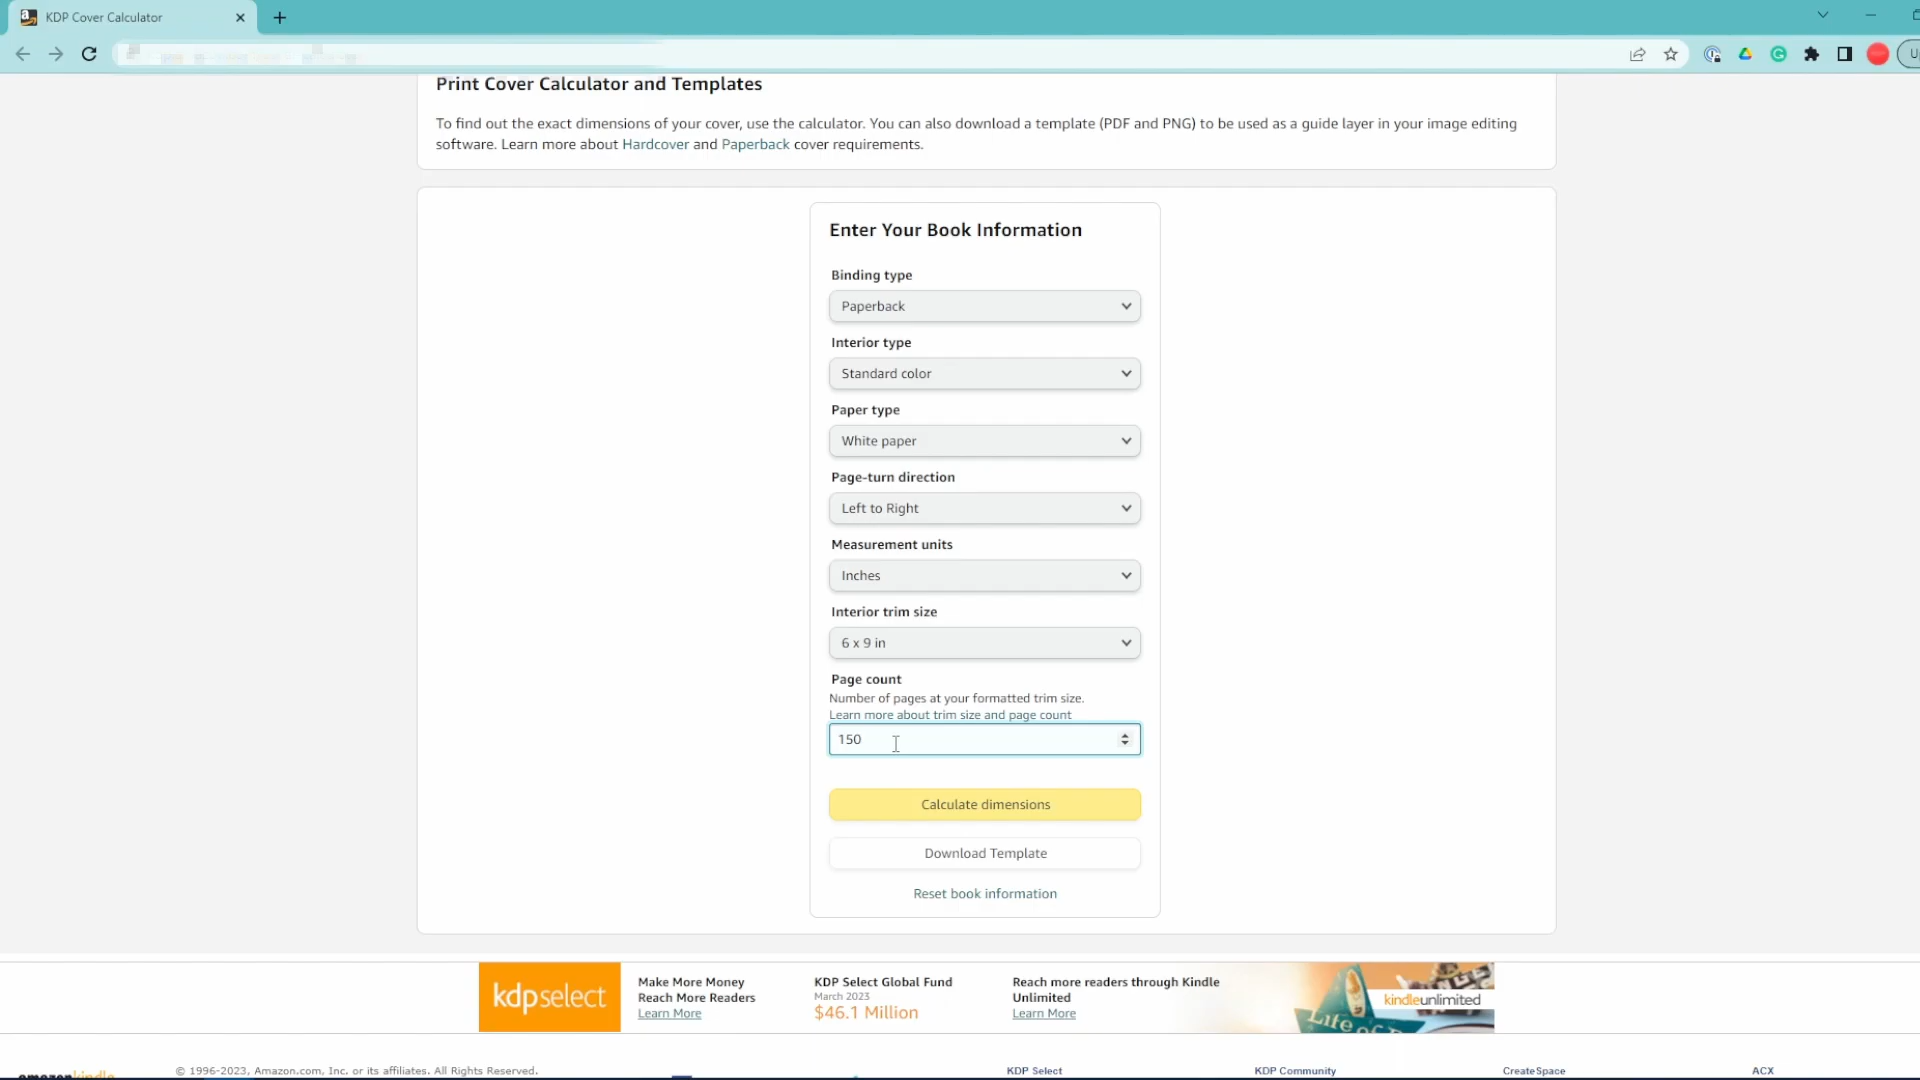 KDP Cover Calculator
Print Cover Calculator and Templates
To find out the exact dimensions of your cover, use the calculator. You can also download a template (PDF and PNG) to be used as a guide layer in your image editing
software. Learn more about Hardcover and Paperback cover requirements.
Enter Your Book Information
Binding type
Paperback
Interior type
Standard color
Paper type
White paper
Page-turn direction
Left to Right
Measurement units
Inches
Interior trim size
6 x 9 in
Page count
Number of pages at your formatted trim size.
Learn more about trim size and page count
150
Calculate dimensions
Download Template
Reset book information
kdpselect
Make More Money
Reach More Readers
Learn More
KDP Select Global Fund
March 2023
$46.1 Million
Reach more readers through Kindle
Unlimited
Learn More
Life of
kindleunlimited
amazonkindle
© 1996-2023, Amazon.com, Inc. or its affiliates. All Rights Reserved.
KDP Select
KDP Community
CreateSpace
ACX